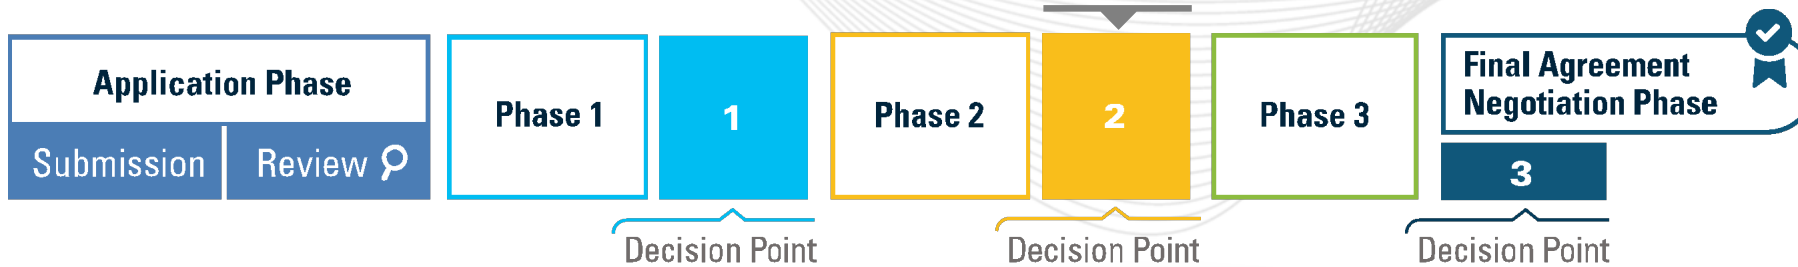 Application Phase
Submission
Review
Phase 1
1
Decision Point
Phase 2
2
Decision Point
Phase 3
Final Agreement
Negotiation Phase
3
Decision Point